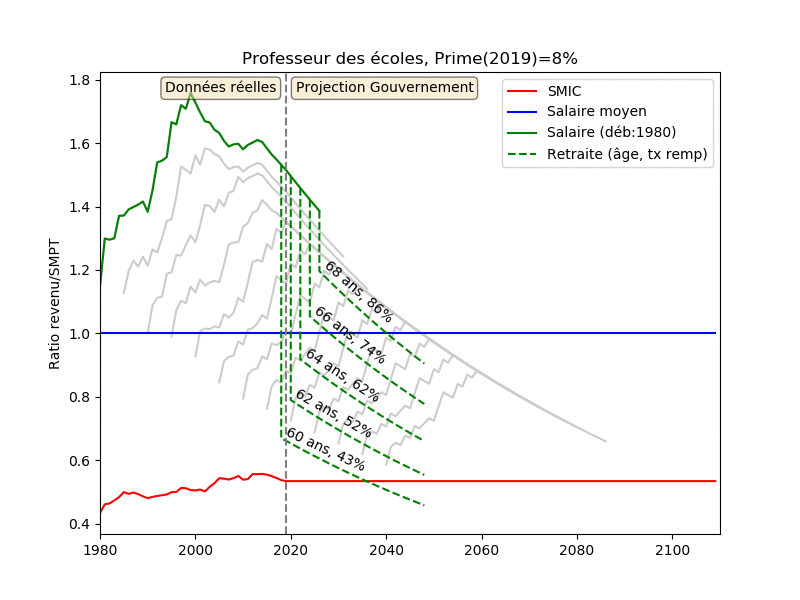 Professeur des écoles, Prime(2019)=8%
Données réelles
Projection Gouvernement
SMIC
Salaire moyen
Salaire (déb:1980)
Retraite (âge, tx remp)
Ratio revenu/SMPT
1.8
1.6
1.4
1.2
1.0
0.8
0.6
0.4
68 ans, 86%
66 ans, 74%
64 ans, 62%
62 ans, 52%
60 ans, 43%
1980
2000
2020
2040
2060
2080
2100